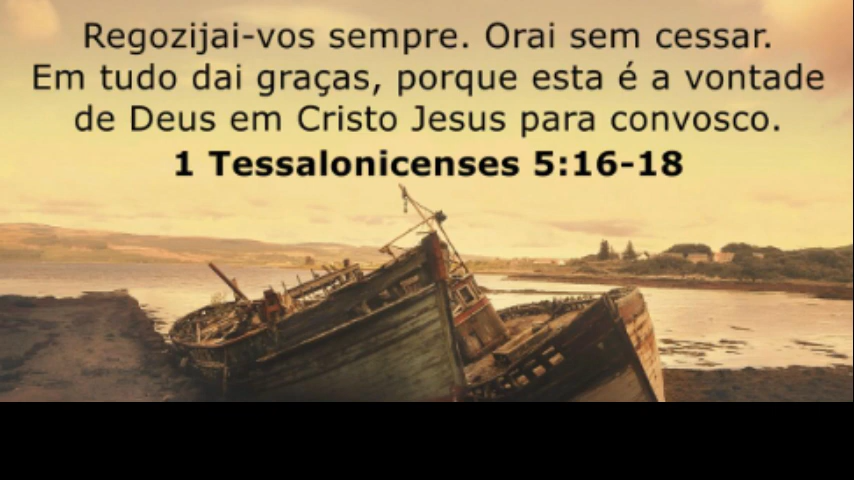 Regozijai-vos sempre. Orai sem cessar.
Em tudo dai graças, porque esta é a vontade
de Deus em Cristo Jesus para convosco.
1 Tessalonicenses 5:16-18